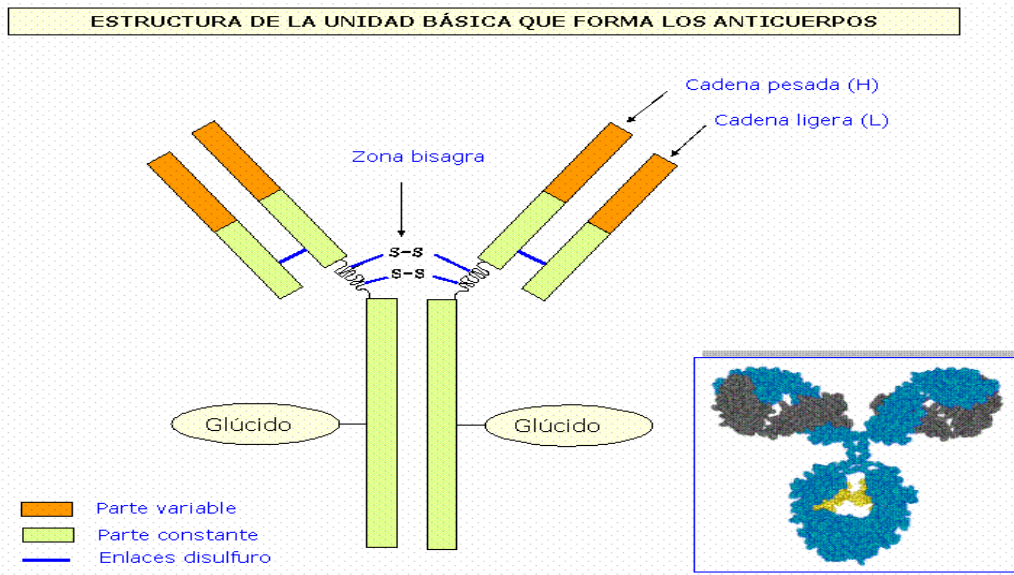 ESTRUCTURA DE LA UNIDAD BÁSICA QUE FORMA LOS ANTICUERPOS
Cadena pesada (H)
Cadena ligera (L)
Zona bisagra
S-S
S-S
Glúcido
Glúcido
Parte variable
Parte constante
Enlaces disulfuro